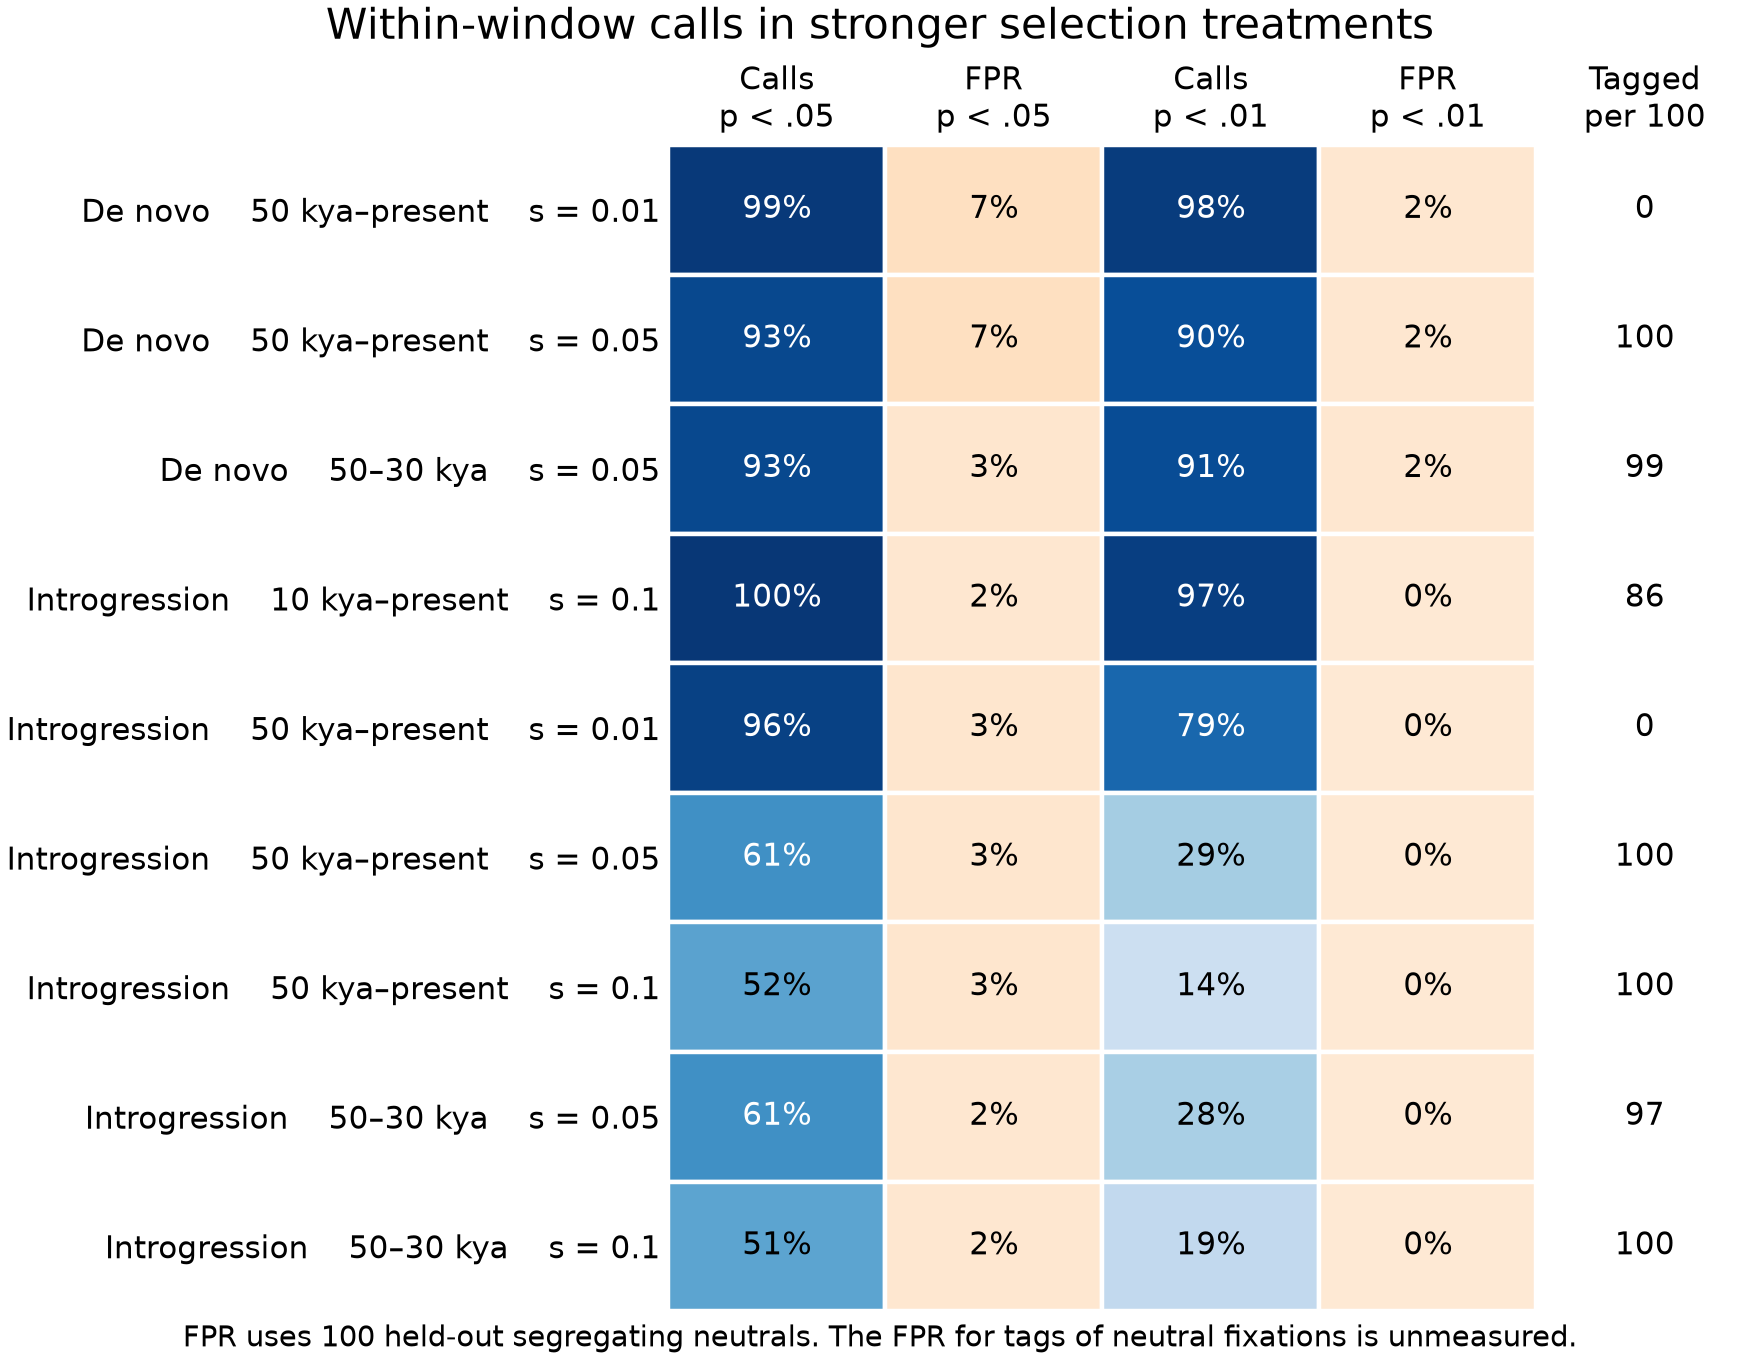 Within-window calls in stronger selection treatments
Calls FPR Calls FPR Tagged
p < .05 p < .05 p < .01 p < .01 per 100
De novo 50 kya–present s = 0.01 99% 7% 98% 2% 0
De novo 50 kya–present s = 0.05 93% 7% 90% 2% 100
De novo 50–30 kya s = 0.05 93% 3% 91% 2% 99
Introgression 10 kya–present s = 0.1 100% 2% 97% 0% 86
Introgression 50 kya–present s = 0.01 96% 3% 79% 0% 0
Introgression 50 kya–present s = 0.05 61% 3% 29% 0% 100
Introgression 50 kya–present s = 0.1 52% 3% 14% 0% 100
Introgression 50–30 kya s = 0.05 61% 2% 28% 0% 97
Introgression 50–30 kya s = 0.1 51% 2% 19% 0% 100
FPR uses 100 held-out segregating neutrals. The FPR for tags of neutral fixations is unmeasured.